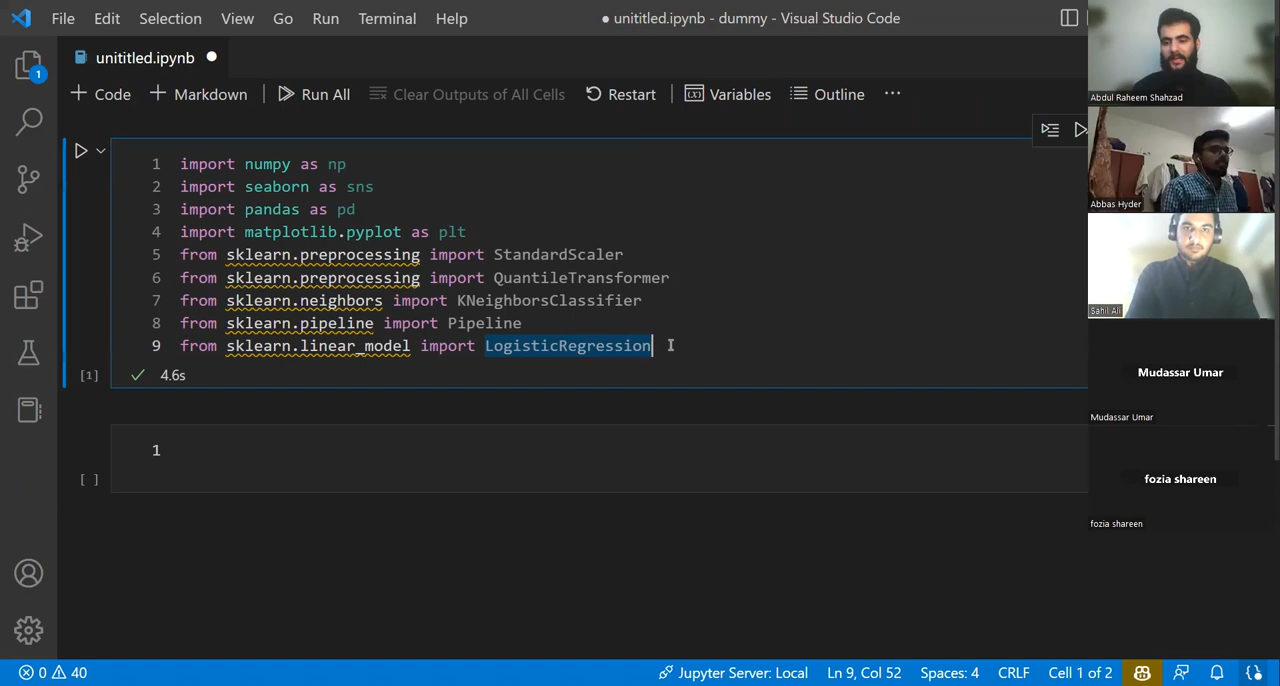 File Edit Selection View Go Run Terminal Help ● unititled.ipynb - dummy - Visual Studio Code
1
unititled.ipynb ●
+ Code + Markdown Run All Clear Outputs of All Cells Restart (x) Variables Outline ...
1 import numpy as np
2 import seaborn as sns
3 import pandas as pd
4 import matplotlib.pyplot as plt
5 from sklearn.preprocessing import StandardScaler
6 from sklearn.preprocessing import QuantileTransformer
7 from sklearn.neighbors import KNeighborsClassifier
8 from sklearn.pipeline import Pipeline
9 from sklearn.linear_model import LogisticRegression
[1] ✓ 4.6s
1
[ ]
Abdul Raheem Shahzad
Abbas Hyder
Sahil Ali
Mudassar Umar
Mudassar Umar
fozia shareen
fozia shareen
0 40 Jupyter Server: Local Ln 9, Col 52 Spaces: 4 CRLF Cell 1 of 2